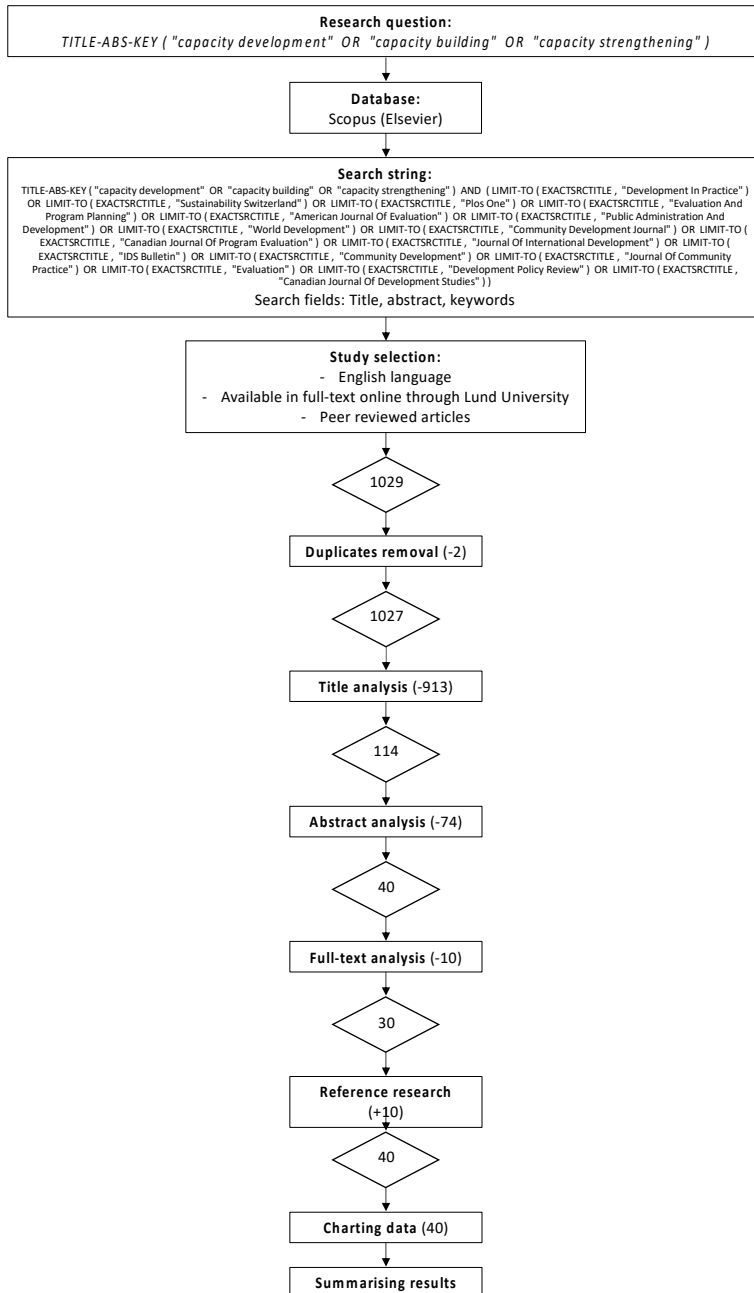 Research question:
TITLE-ABS-KEY ( "capacity development" OR "capacity building" OR "capacity strengthening" )
Database:
Scopus (Elsevier)
Search string:
TITLE-ABS-KEY ( "capacity development" OR "capacity building" OR "capacity strengthening" ) AND ( LIMIT-TO ( EXACTSRCTITLE , "Development In Practice" )
OR LIMIT-TO ( EXACTSRCTITLE , "Sustainability Switzerland" ) OR LIMIT-TO ( EXACTSRCTITLE , "Plos One" ) OR LIMIT-TO ( EXACTSRCTITLE , "Evaluation And
Program Planning" ) OR LIMIT-TO ( EXACTSRCTITLE , "American Journal Of Evaluation" ) OR LIMIT-TO ( EXACTSRCTITLE , "Public Administration And
Development" ) OR LIMIT-TO ( EXACTSRCTITLE , "World Development" ) OR LIMIT-TO ( EXACTSRCTITLE , "Community Development Journal" ) OR LIMIT-TO (
EXACTSRCTITLE , "Canadian Journal Of Program Evaluation" ) OR LIMIT-TO ( EXACTSRCTITLE , "Journal Of International Development" ) OR LIMIT-TO (
EXACTSRCTITLE , "IDS Bulletin" ) OR LIMIT-TO ( EXACTSRCTITLE , "Community Development" ) OR LIMIT-TO ( EXACTSRCTITLE , "Journal Of Community
Practice" ) OR LIMIT-TO ( EXACTSRCTITLE , "Evaluation" ) OR LIMIT-TO ( EXACTSRCTITLE , "Development Policy Review" ) OR LIMIT-TO ( EXACTSRCTITLE ,
"Canadian Journal Of Development Studies" ) )
Search fields: Title, abstract, keywords
Study selection:
- English language
- Available in full-text online through Lund University
- Peer reviewed articles
1029
Duplicates removal (-2)
1027
Title analysis (-913)
114
Abstract analysis (-74)
40
Full-text analysis (-10)
30
Reference research
(+10)
40
Charting data (40)
Summarising results